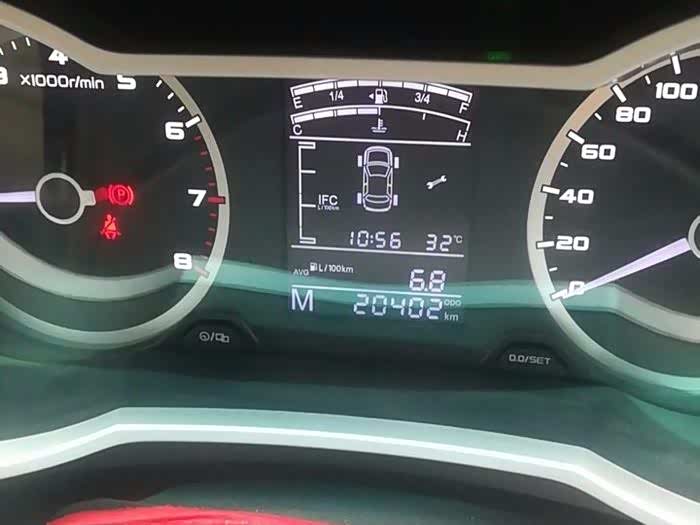 3 4 5
x1000r/min
6
7
8
(P)
E 1/4 3/4 F
C H
IFC
L/100km
10:56 32°C
AVG L/100km
6.8
M 20402 ODO
km
100
80
60
40
20
0
0.0/SET